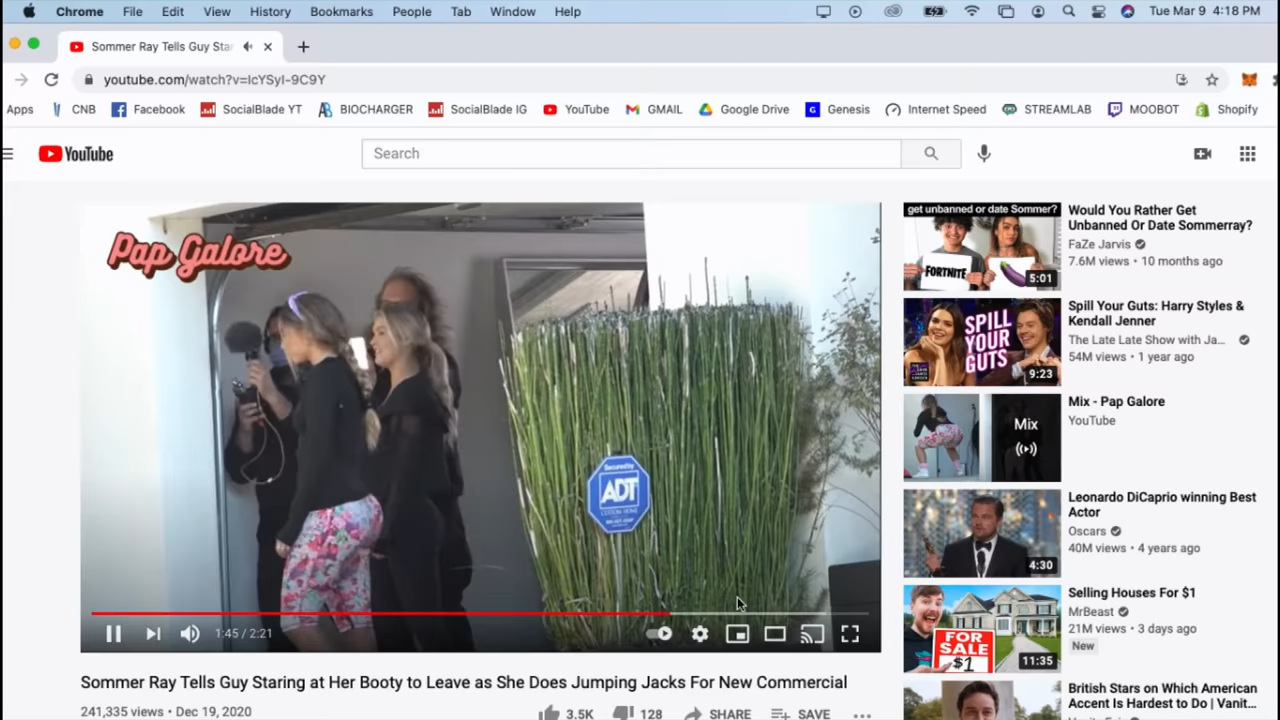 Chrome File Edit View History Bookmarks People Tab Window Help Tue Mar 9 4:18 PM
Sommer Ray Tells Guy Star
youtube.com/watch?v=IcYSyI-9C9Y
Apps CNB Facebook SocialBlade YT BIOCHARGER SocialBlade IG YouTube GMAIL Google Drive Genesis Internet Speed STREAMLAB MOOBOT Shopify
YouTube Search
Pap Galore
Secured by
ADT
CUSTOM HOME
1:45 / 2:21
Sommer Ray Tells Guy Staring at Her Booty to Leave as She Does Jumping Jacks For New Commercial
241,335 views • Dec 19, 2020 3.5K 128 SHARE SAVE
get unbanned or date Sommer?
FORTNITE
5:01
Would You Rather Get
Unbanned Or Date Sommerray?
FaZe Jarvis
7.6M views • 10 months ago
SPILL
YOUR
GUTS
9:23
Spill Your Guts: Harry Styles &
Kendall Jenner
The Late Late Show with Ja...
54M views • 1 year ago
Mix
Mix - Pap Galore
YouTube
4:30
Leonardo DiCaprio winning Best
Actor
Oscars
40M views • 4 years ago
FOR
SALE
$1
11:35
Selling Houses For $1
MrBeast
21M views • 3 days ago
New
British Stars on Which American
Accent Is Hardest to Do | Vanit...